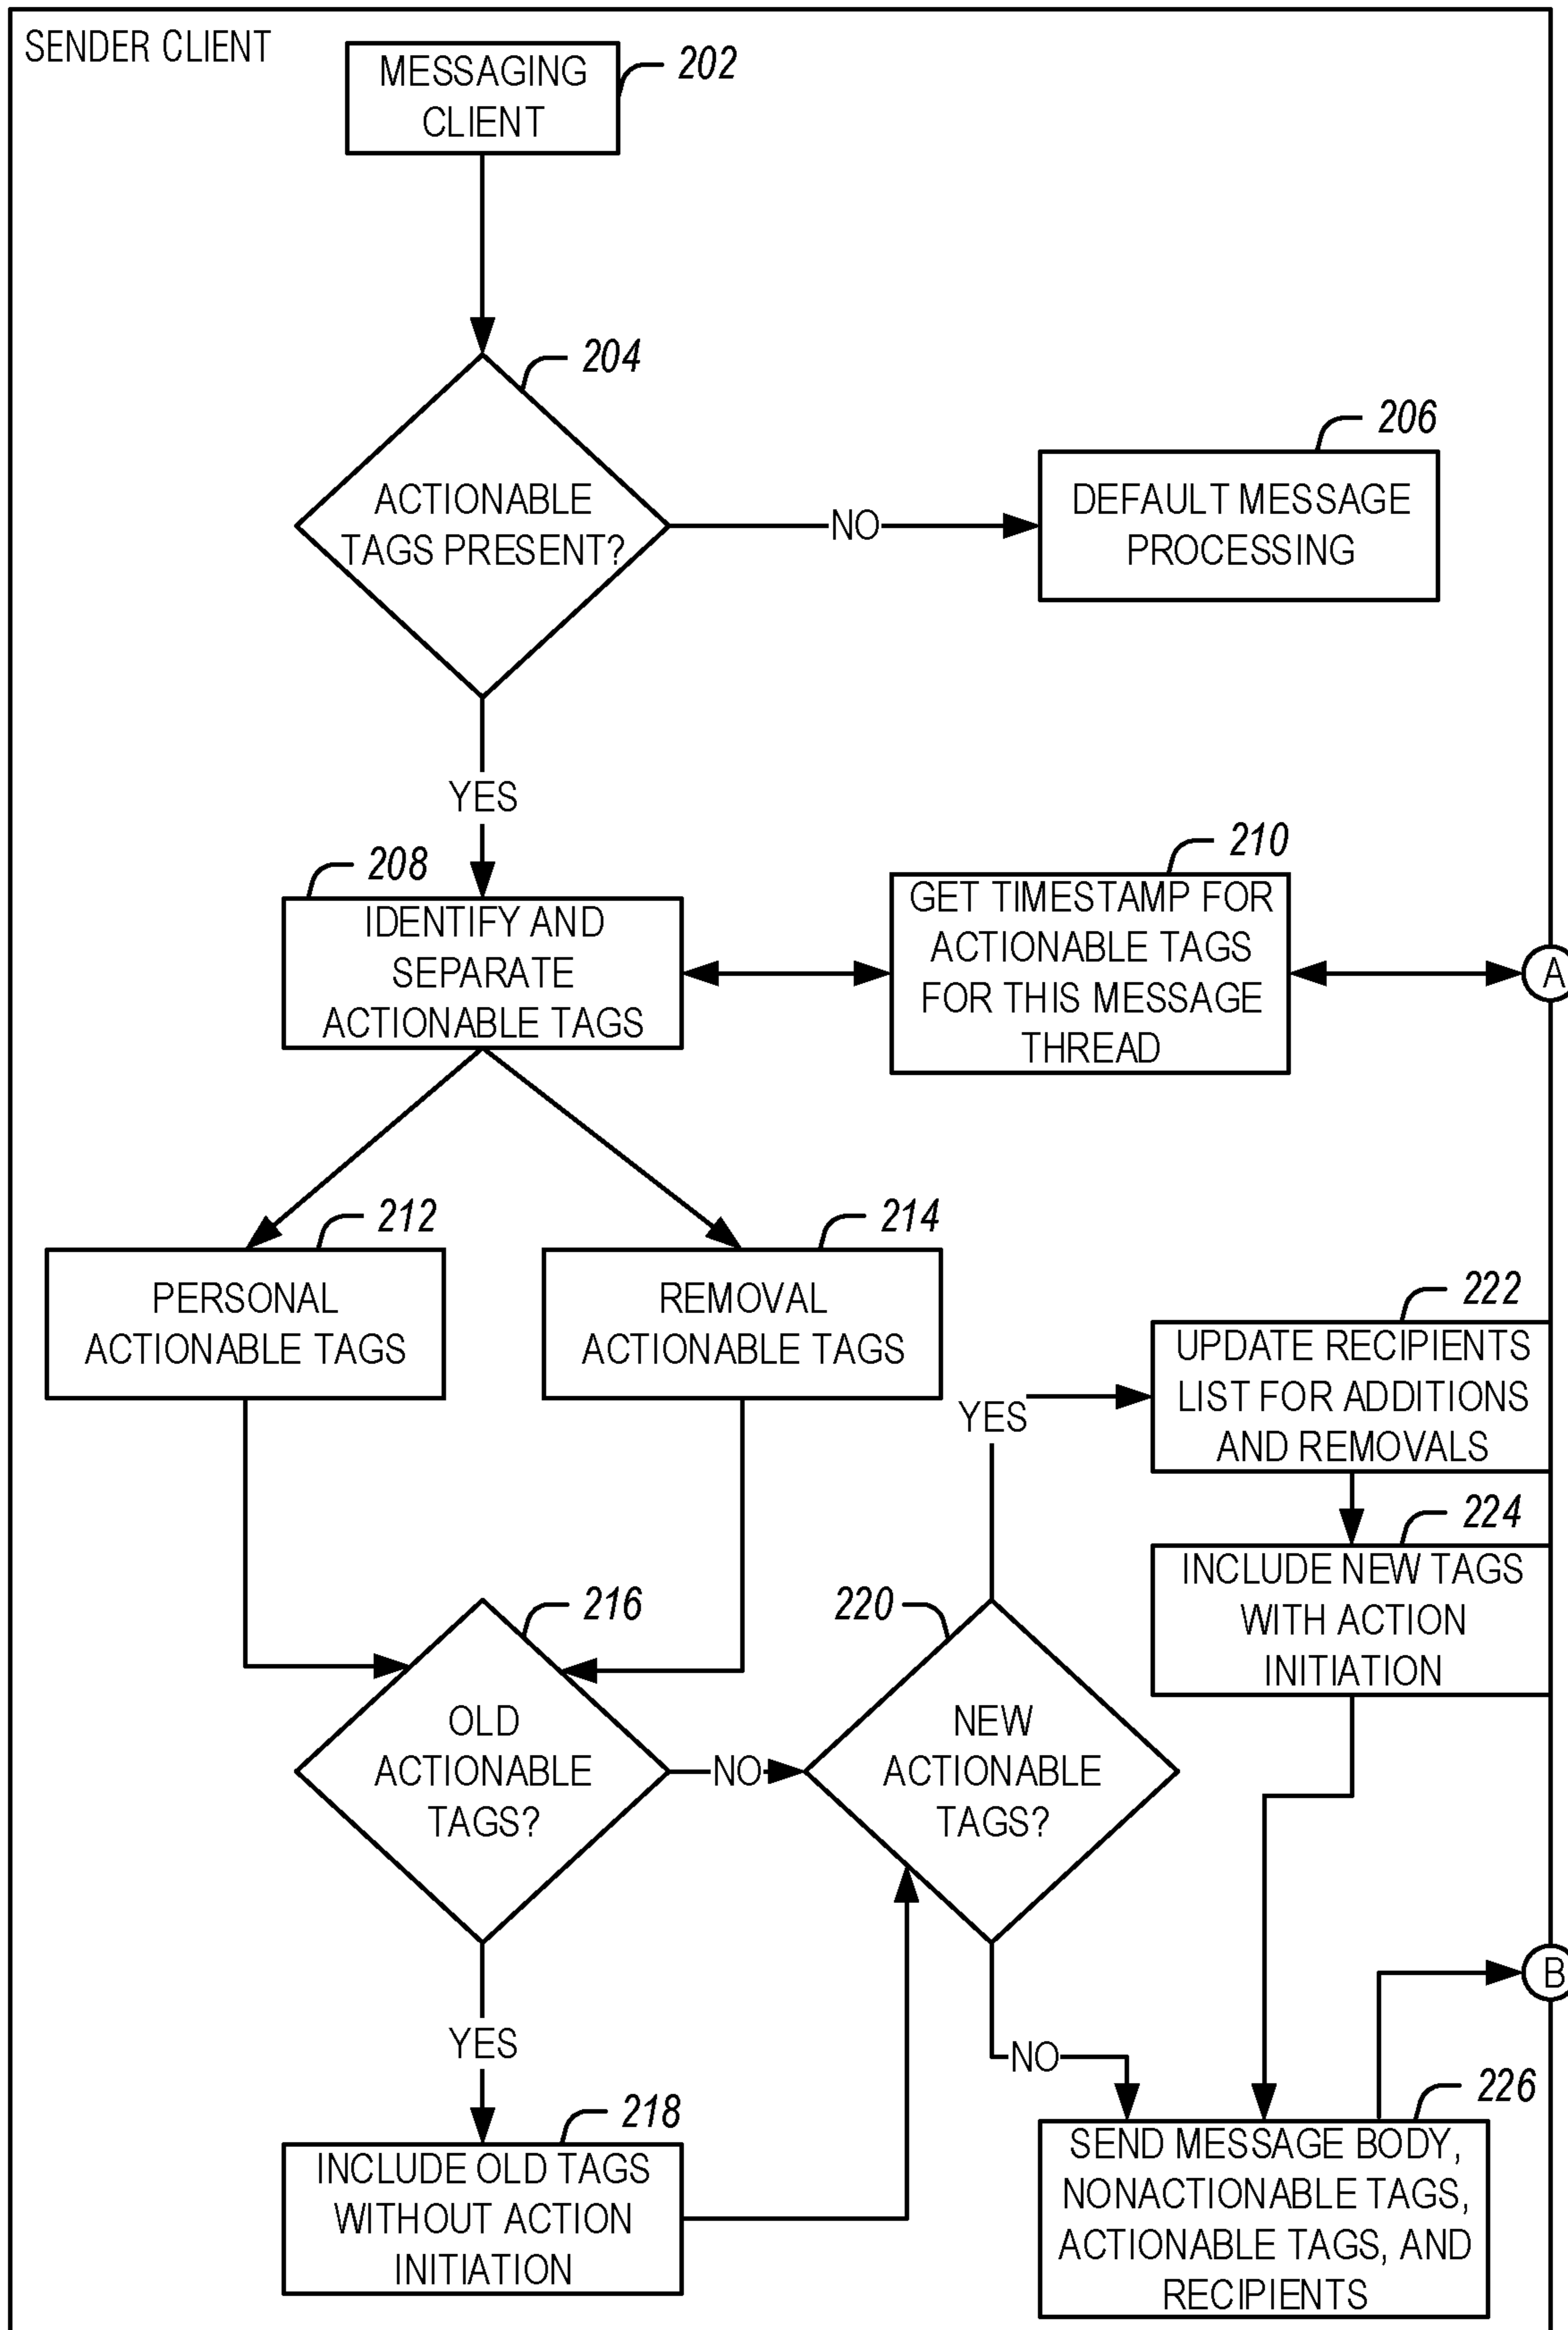 SENDER CLIENT
MESSAGING
CLIENT
202
204
ACTIONABLE
TAGS PRESENT?
NO
206
DEFAULT MESSAGE
PROCESSING
YES
208
IDENTIFY AND
SEPARATE
ACTIONABLE TAGS
210
GET TIMESTAMP FOR
ACTIONABLE TAGS
FOR THIS MESSAGE
THREAD
A
212
PERSONAL
ACTIONABLE TAGS
214
REMOVAL
ACTIONABLE TAGS
222
UPDATE RECIPIENTS
LIST FOR ADDITIONS
AND REMOVALS
YES
224
INCLUDE NEW TAGS
WITH ACTION
INITIATION
216
OLD
ACTIONABLE
TAGS?
NO
220
NEW
ACTIONABLE
TAGS?
B
YES
NO
218
INCLUDE OLD TAGS
WITHOUT ACTION
INITIATION
226
SEND MESSAGE BODY,
NONACTIONABLE TAGS,
ACTIONABLE TAGS, AND
RECIPIENTS